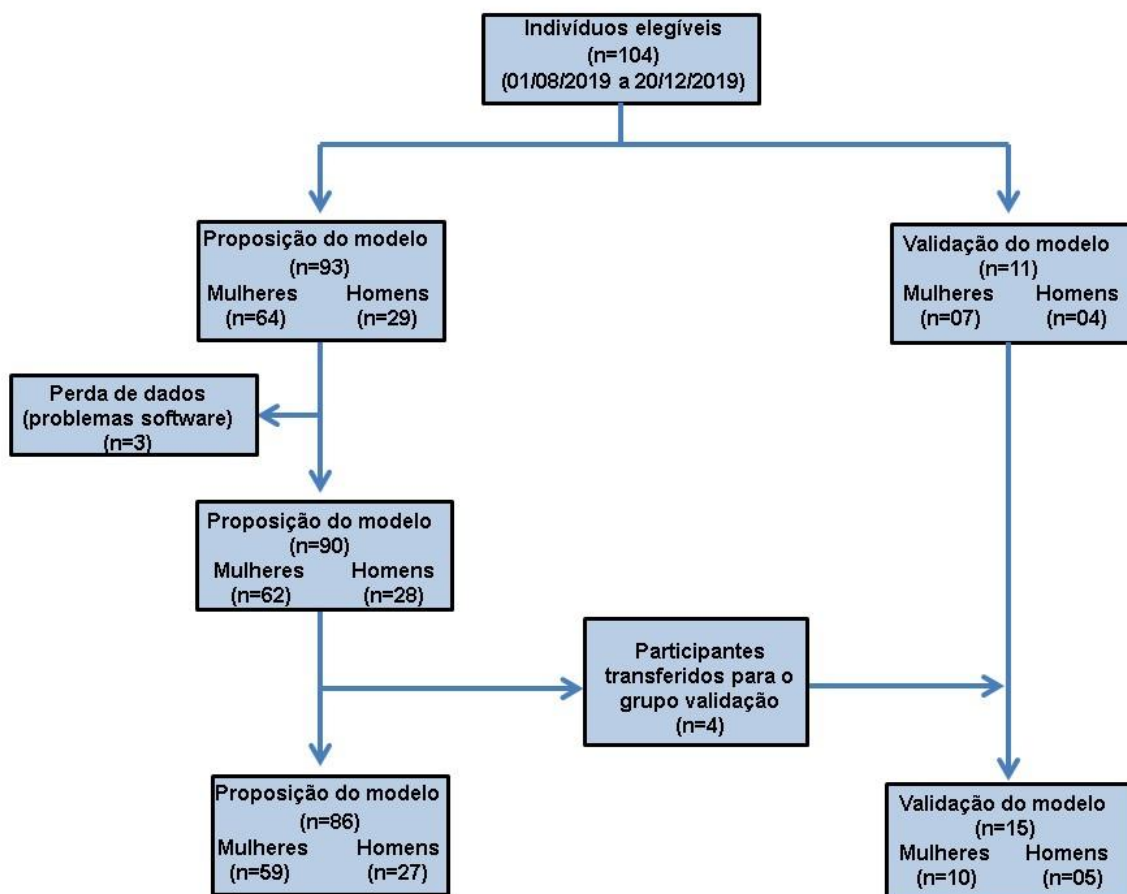 Indivíduos elegíveis
(n=104)
(01/08/2019 a 20/12/2019)
Proposição do modelo
(n=93)
Mulheres Homens
(n=64) (n=29)
Validação do modelo
(n=11)
Mulheres Homens
(n=07) (n=04)
Perda de dados
(problemas software)
(n=3)
Proposição do modelo
(n=90)
Mulheres Homens
(n=62) (n=28)
Participantes
transferidos para o
grupo validação
(n=4)
Proposição do modelo
(n=86)
Mulheres Homens
(n=59) (n=27)
Validação do modelo
(n=15)
Mulheres Homens
(n=10) (n=05)